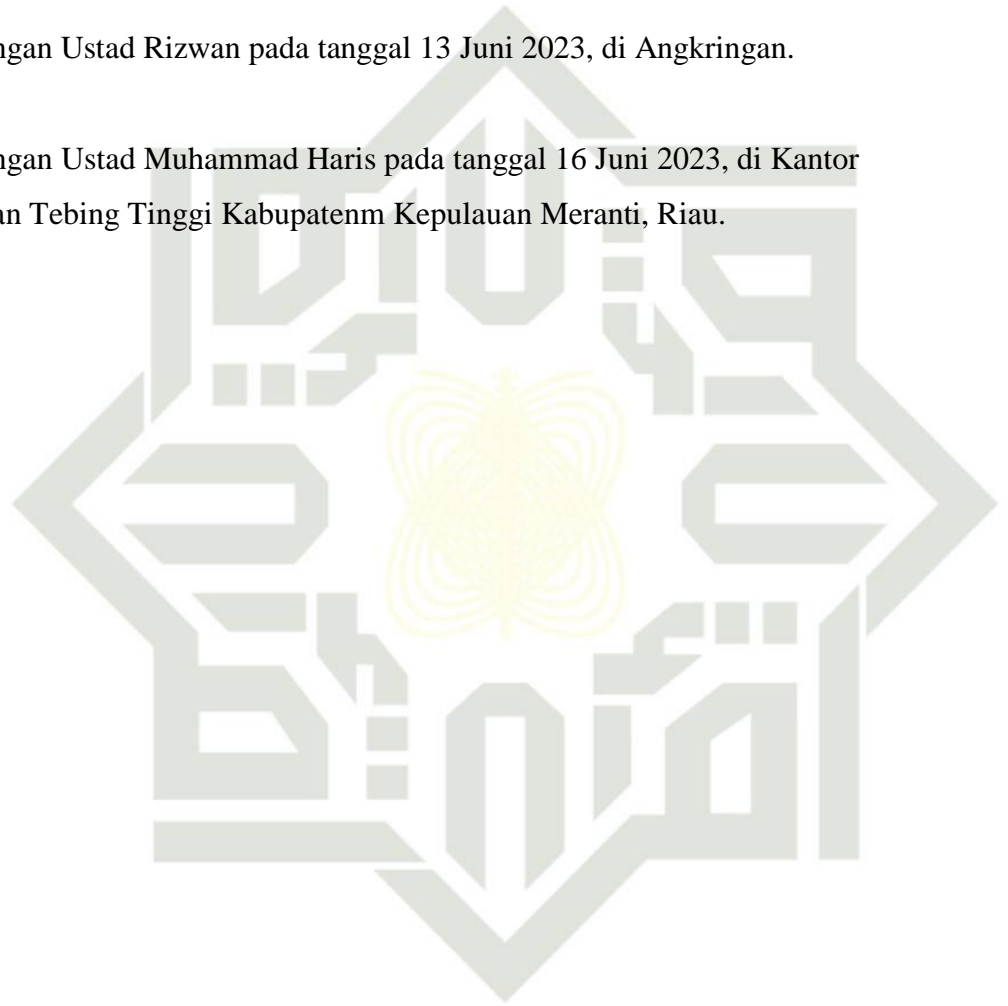 ngan Ustad Rizwan pada tanggal 13 Juni 2023, di Angkringan.
ngan Ustad Muhammad Haris pada tanggal 16 Juni 2023, di Kantor
an Tebing Tinggi Kabupatenm Kepulauan Meranti, Riau.